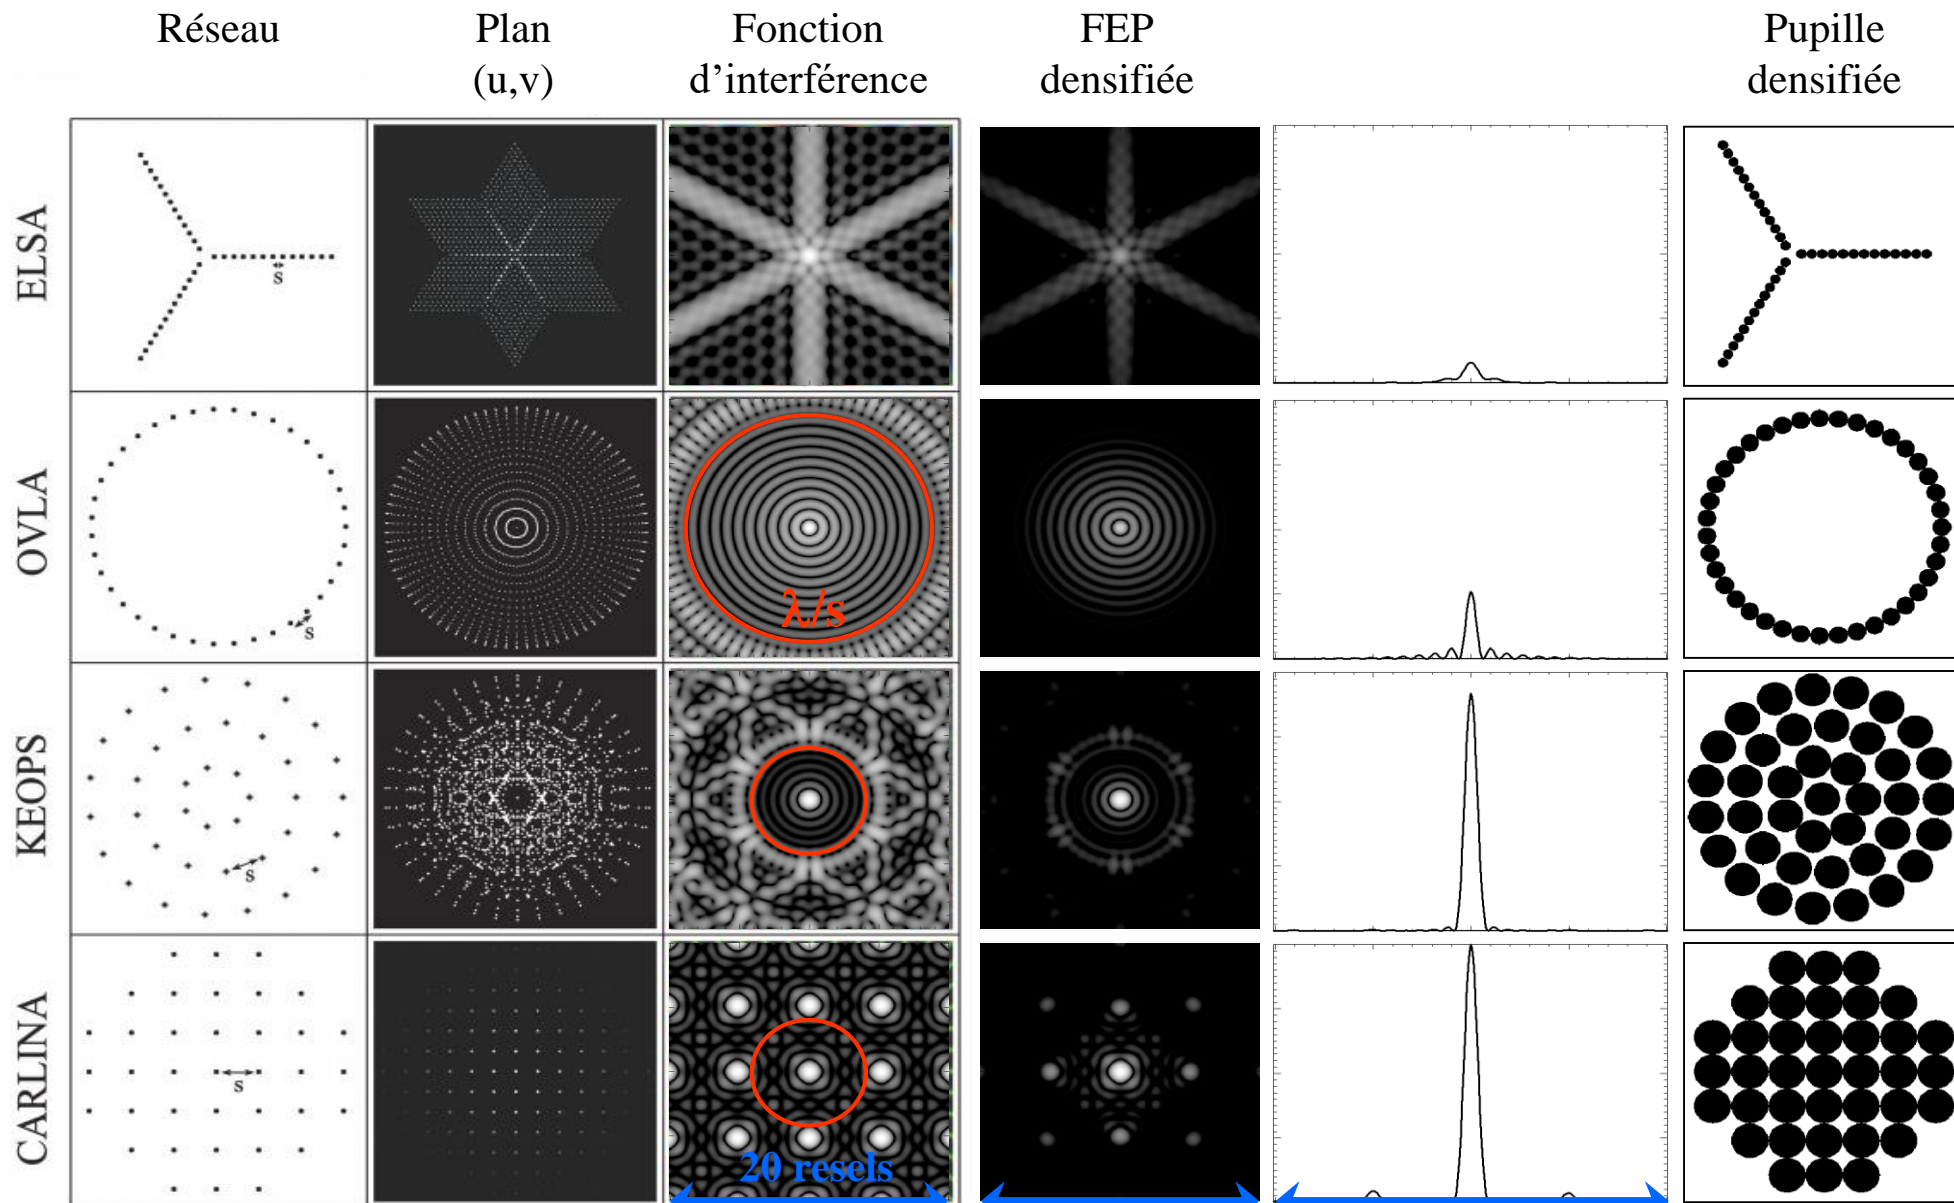 Réseau
Plan
(u,v)
Fonction
d'interférence
FEP
densifiée
Pupille
densifiée
ELSA
s
OVLA
s
λ/s
KEOPS
s
CARLINA
s
20 resels